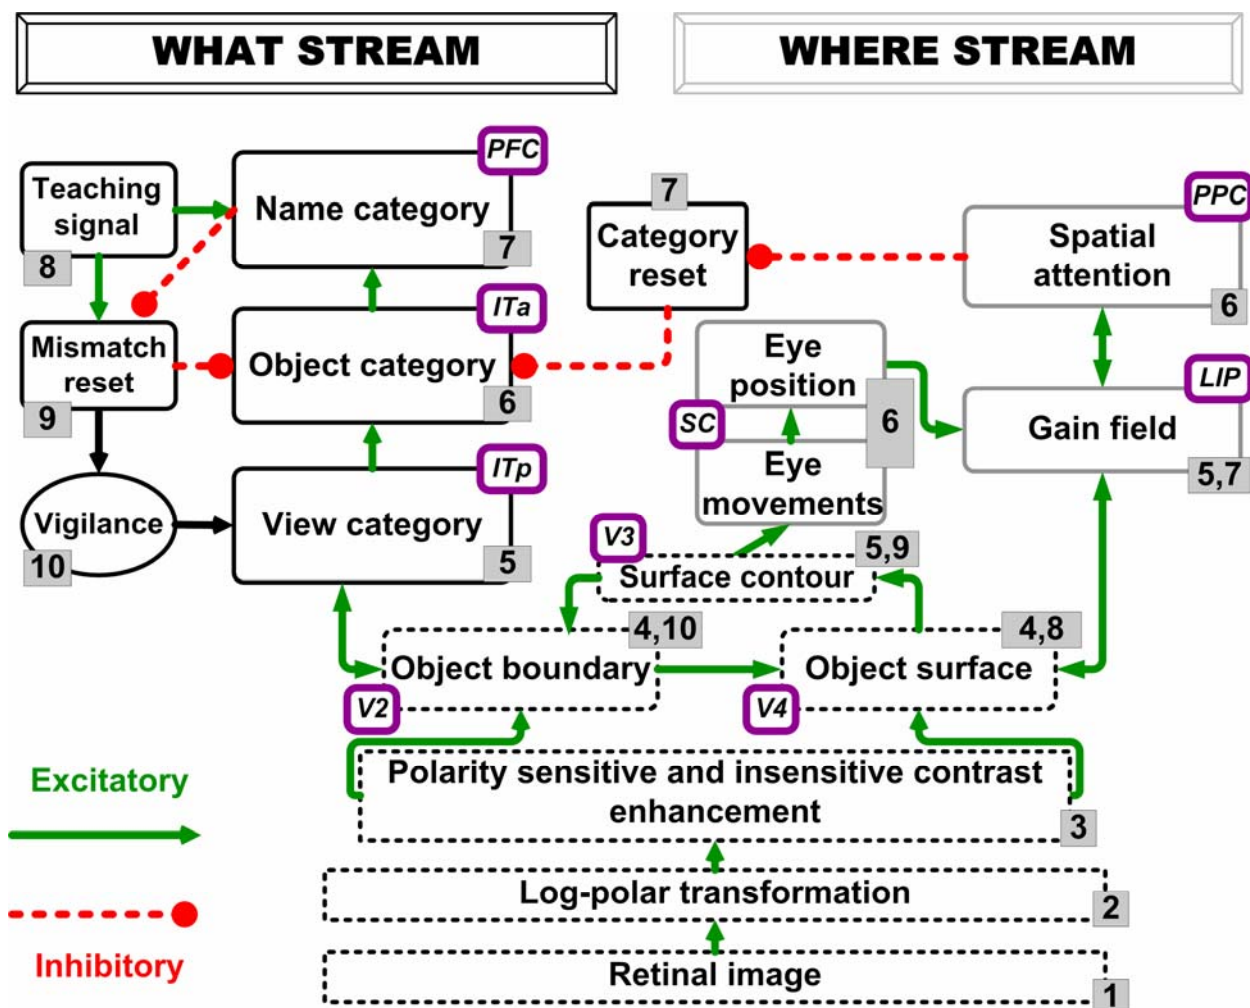 WHAT STREAM
WHERE STREAM
PFC
Teaching
signal
8
Name category
7
7
Category
reset
PPC
Spatial
attention
6
ITa
Mismatch
reset
9
Object category
6
Eye
position
SC
6
Eye
movements
LIP
Gain field
5,7
ITp
Vigilance
10
View category
5
V3
5,9
Surface contour
4,10
Object boundary
V2
4,8
Object surface
V4
Excitatory
Polarity sensitive and insensitive contrast
enhancement
3
Log-polar transformation
2
Inhibitory
Retinal image
1